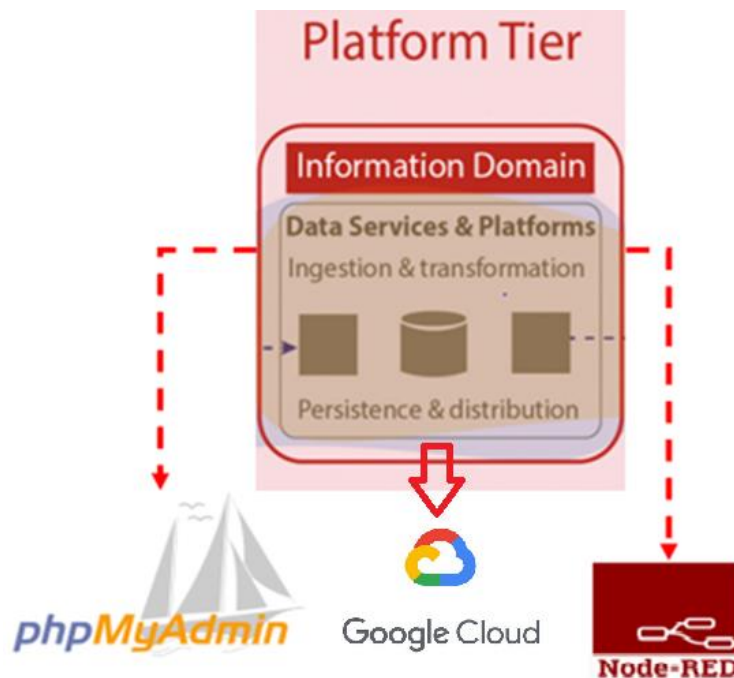 Platform Tier
Information Domain
Data Services & Platforms
Ingestion & transformation
Persistence & distribution
phpMyAdmin
Google Cloud
Node-RED